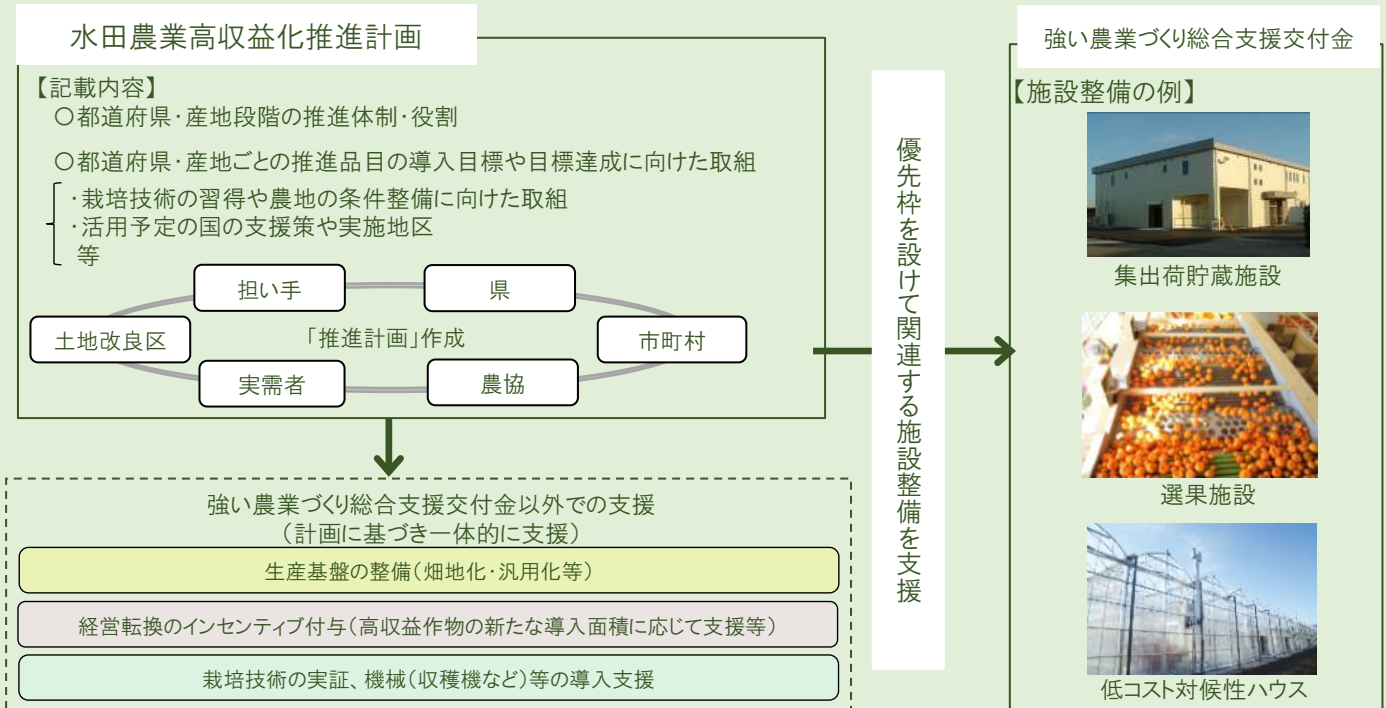 水田農業高収益化推進計画
【記載内容】
○都道府県・産地段階の推進体制・役割
○都道府県・産地ごとの推進品目の導入目標や目標達成に向けた取組
・栽培技術の習得や農地の条件整備に向けた取組
・活用予定の国の支援策や実施地区
等
担い手
県
土地改良区
「推進計画」作成
市町村
実需者
農協
強い農業づくり総合支援交付金以外での支援
（計画に基づき一体的に支援）
生産基盤の整備（畑地化・汎用化等）
経営転換のインセンティブ付与（高収益作物の新たな導入面積に応じて支援等）
栽培技術の実証、機械（収穫機など）等の導入支援
優先枠を設けて関連する施設整備を支援
強い農業づくり総合支援交付金
【施設整備の例】
集出荷貯蔵施設
選果施設
低コスト対候性ハウス